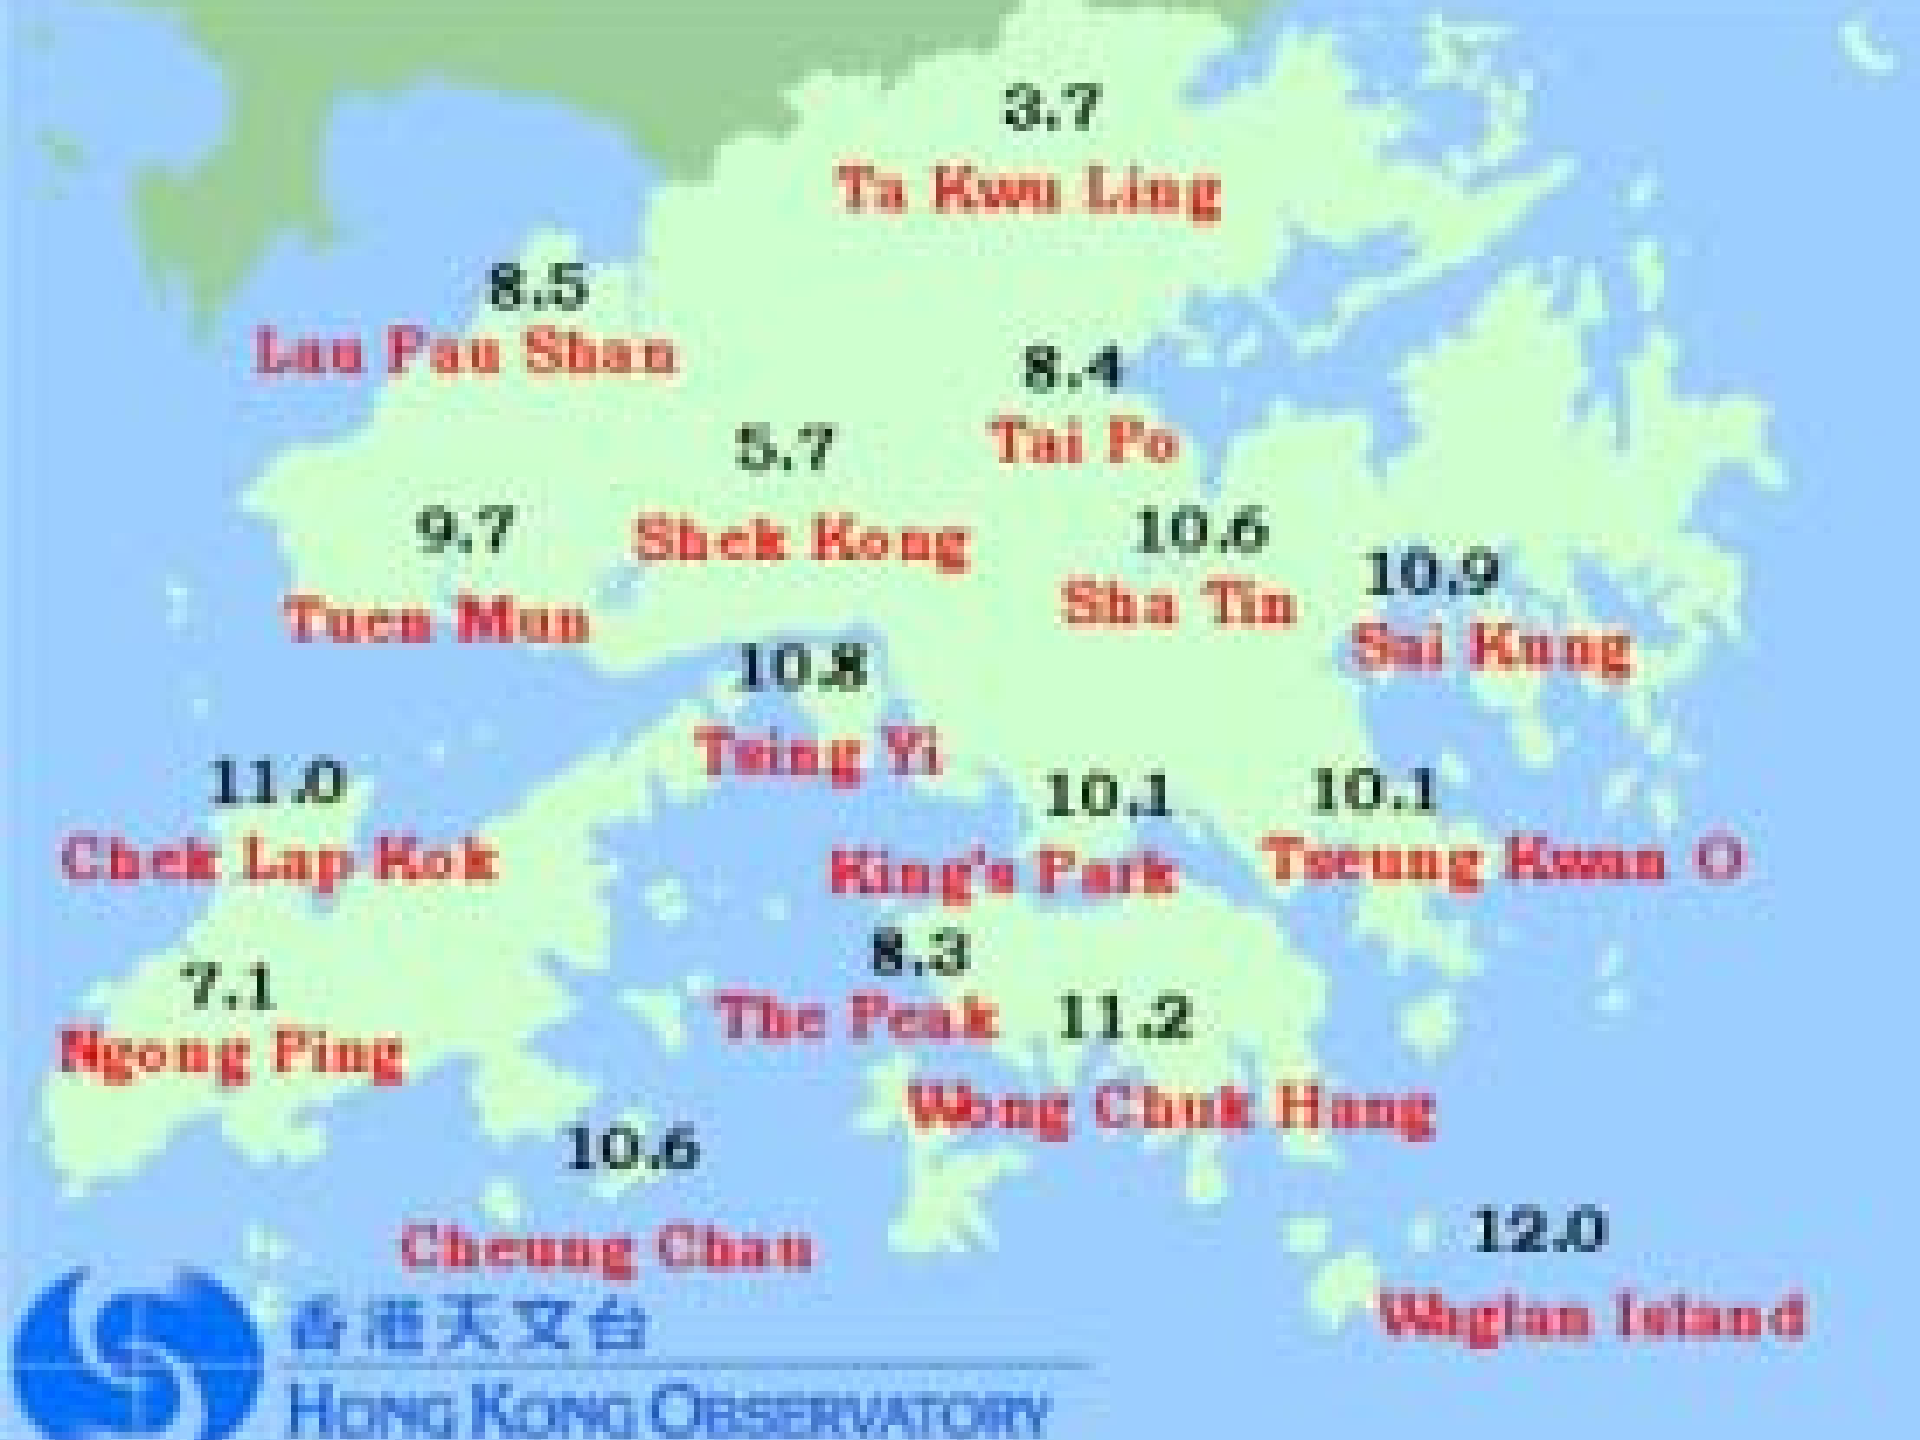 3.7
Ta Kwu Ling
8.5
Lau Fau Shan
8.4
Tai Po
5.7
Shek Kong
9.7
Tuen Mun
10.6
Sha Tin
10.9
Sai Kung
10.8
Tsing Yi
11.0
Chek Lap Kok
10.1
King's Park
10.1
Tseung Kwan O
8.3
The Peak
7.1
Ngong Ping
11.2
Wong Chuk Hang
10.6
Cheung Chau
12.0
Waglan Island
香港天文台
HONG KONG OBSERVATORY